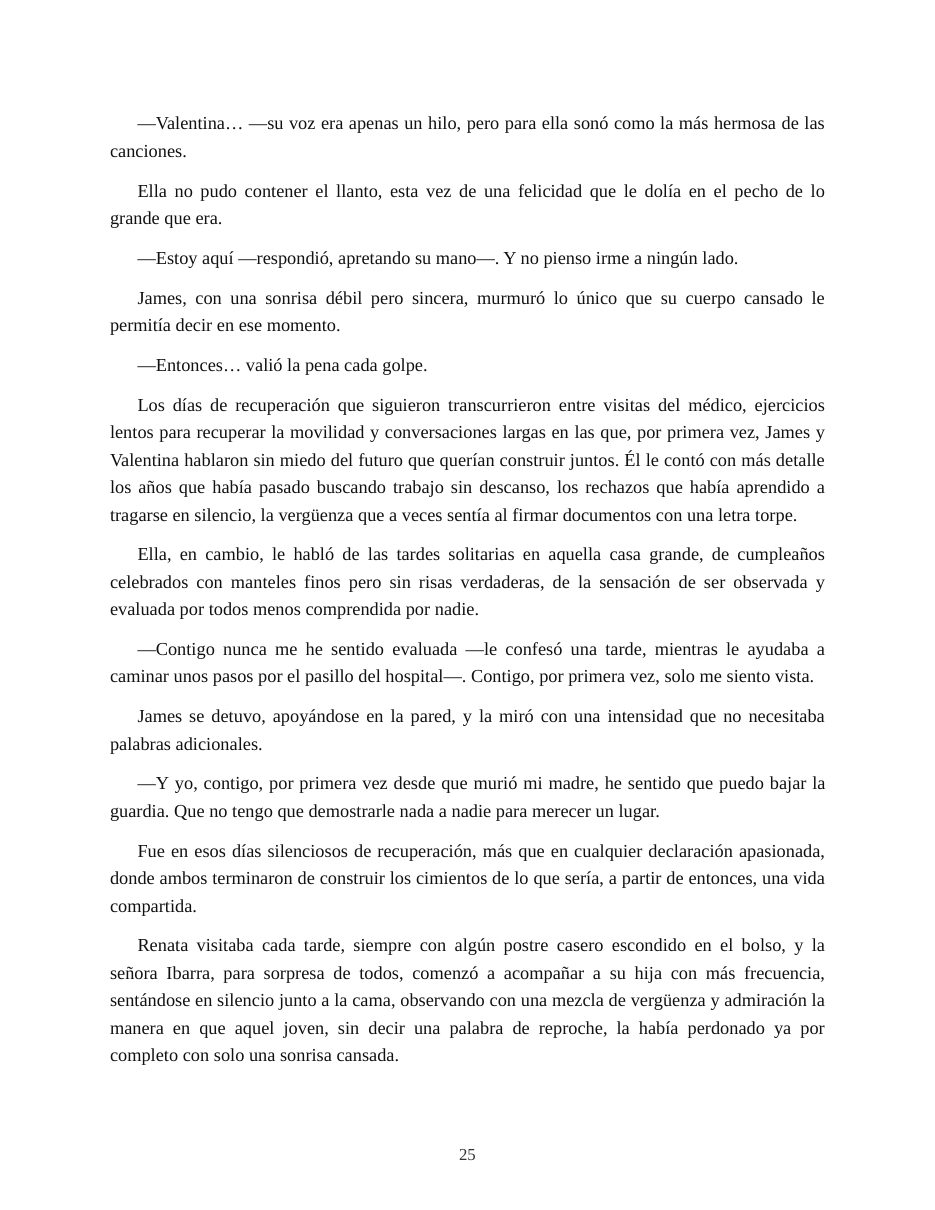 —Valentina… —su voz era apenas un hilo, pero para ella sonó como la más hermosa de las
canciones.
Ella no pudo contener el llanto, esta vez de una felicidad que le dolía en el pecho de lo
grande que era.
—Estoy aquí —respondió, apretando su mano—. Y no pienso irme a ningún lado.
James, con una sonrisa débil pero sincera, murmuró lo único que su cuerpo cansado le
permitía decir en ese momento.
—Entonces… valió la pena cada golpe.
Los días de recuperación que siguieron transcurrieron entre visitas del médico, ejercicios
lentos para recuperar la movilidad y conversaciones largas en las que, por primera vez, James y
Valentina hablaron sin miedo del futuro que querían construir juntos. Él le contó con más detalle
los años que había pasado buscando trabajo sin descanso, los rechazos que había aprendido a
tragarse en silencio, la vergüenza que a veces sentía al firmar documentos con una letra torpe.
Ella, en cambio, le habló de las tardes solitarias en aquella casa grande, de cumpleaños
celebrados con manteles finos pero sin risas verdaderas, de la sensación de ser observada y
evaluada por todos menos comprendida por nadie.
—Contigo nunca me he sentido evaluada —le confesó una tarde, mientras le ayudaba a
caminar unos pasos por el pasillo del hospital—. Contigo, por primera vez, solo me siento vista.
James se detuvo, apoyándose en la pared, y la miró con una intensidad que no necesitaba
palabras adicionales.
—Y yo, contigo, por primera vez desde que murió mi madre, he sentido que puedo bajar la
guardia. Que no tengo que demostrarle nada a nadie para merecer un lugar.
Fue en esos días silenciosos de recuperación, más que en cualquier declaración apasionada,
donde ambos terminaron de construir los cimientos de lo que sería, a partir de entonces, una vida
compartida.
Renata visitaba cada tarde, siempre con algún postre casero escondido en el bolso, y la
señora Ibarra, para sorpresa de todos, comenzó a acompañar a su hija con más frecuencia,
sentándose en silencio junto a la cama, observando con una mezcla de vergüenza y admiración la
manera en que aquel joven, sin decir una palabra de reproche, la había perdonado ya por
completo con solo una sonrisa cansada.
25